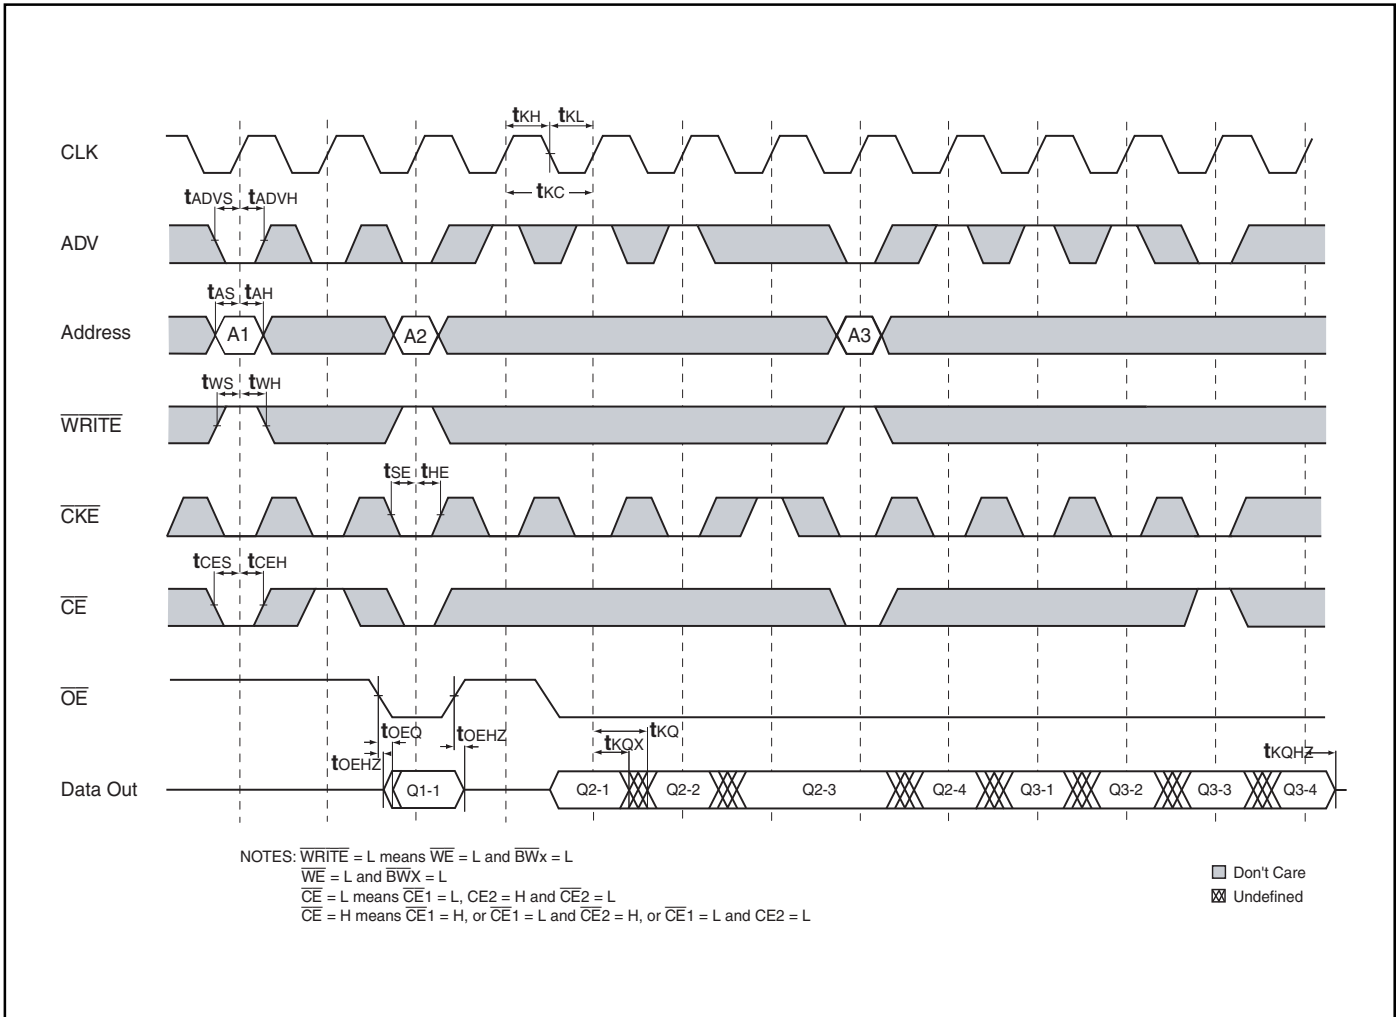 tKH tKL
CLK
tKC
tADVS tADVH
ADV
tAS tAH
Address A1 A2 A3
tWS tWH
WRITE
tSE tHE
CKE
tCES tCEH
CE
OE
tOEQ tOEHZ tKQX tKQ
tOEHZ tKQHZ
Data Out Q1-1 Q2-1 Q2-2 Q2-3 Q2-4 Q3-1 Q3-2 Q3-3 Q3-4
NOTES: WRITE = L means WE = L and BWx = L
WE = L and BWX = L
CE = L means CE1 = L, CE2 = H and CE2 = L
CE = H means CE1 = H, or CE1 = L and CE2 = H, or CE1 = L and CE2 = L
Don't Care
Undefined